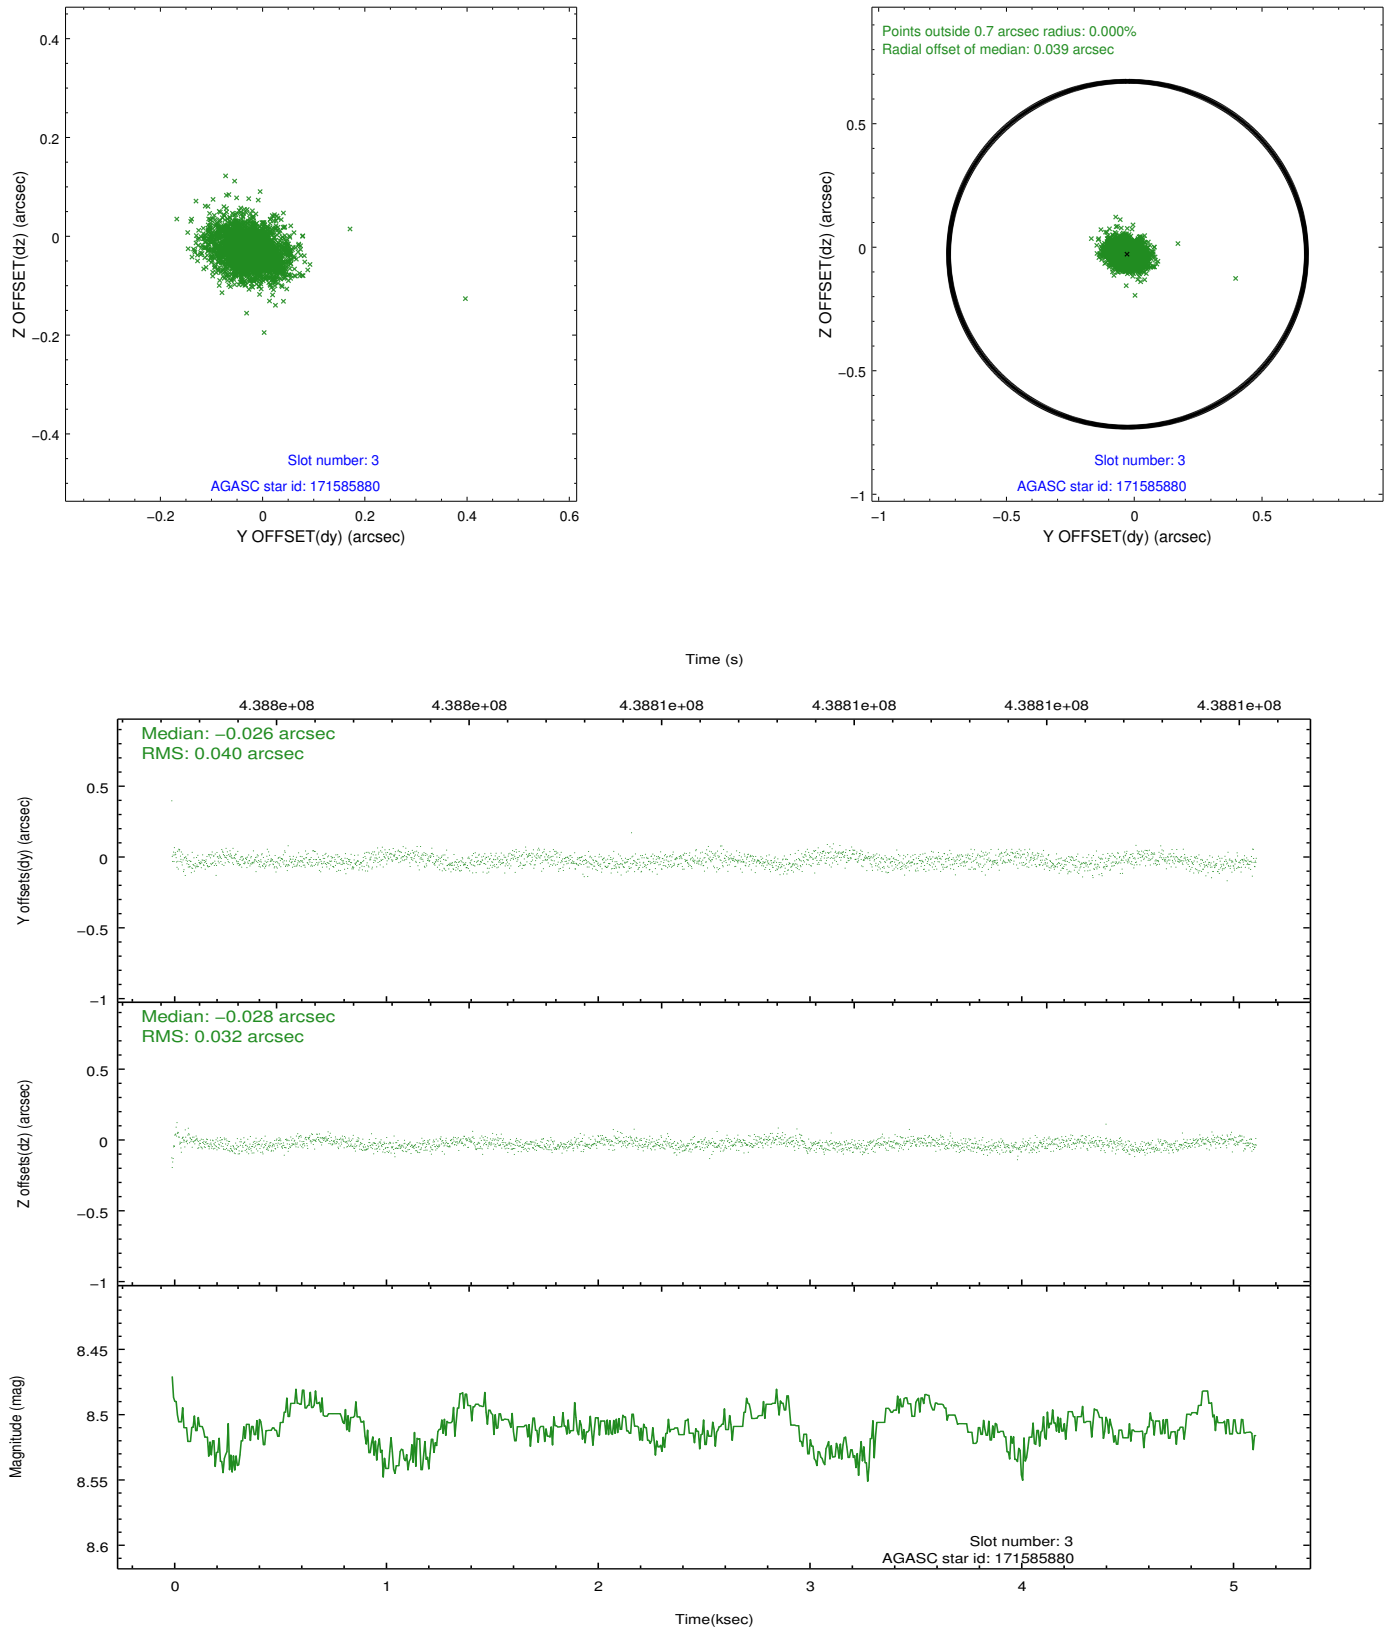 0.4
0.2
0
−0.2
−0.4
Z OFFSET(dz) (arcsec)
Slot number: 3
AGASC star id: 171585880
−0.2 0 0.2 0.4 0.6
Y OFFSET(dy) (arcsec)
Points outside 0.7 arcsec radius: 0.000%
Radial offset of median: 0.039 arcsec
0.5
0
−0.5
−1
Z OFFSET(dz) (arcsec)
Slot number: 3
AGASC star id: 171585880
−1 −0.5 0 0.5
Y OFFSET(dy) (arcsec)
Time (s)
4.388e+08 4.388e+08 4.3881e+08 4.3881e+08 4.3881e+08 4.3881e+08
Median: −0.026 arcsec
RMS: 0.040 arcsec
0.5
0
−0.5
−1
Y offsets(dy) (arcsec)
Median: −0.028 arcsec
RMS: 0.032 arcsec
0.5
0
−0.5
−1
Z offsets(dz) (arcsec)
8.45
8.5
8.55
8.6
Magnitude (mag)
Slot number: 3
AGASC star id: 171585880
0 1 2 3 4 5
Time(ksec)